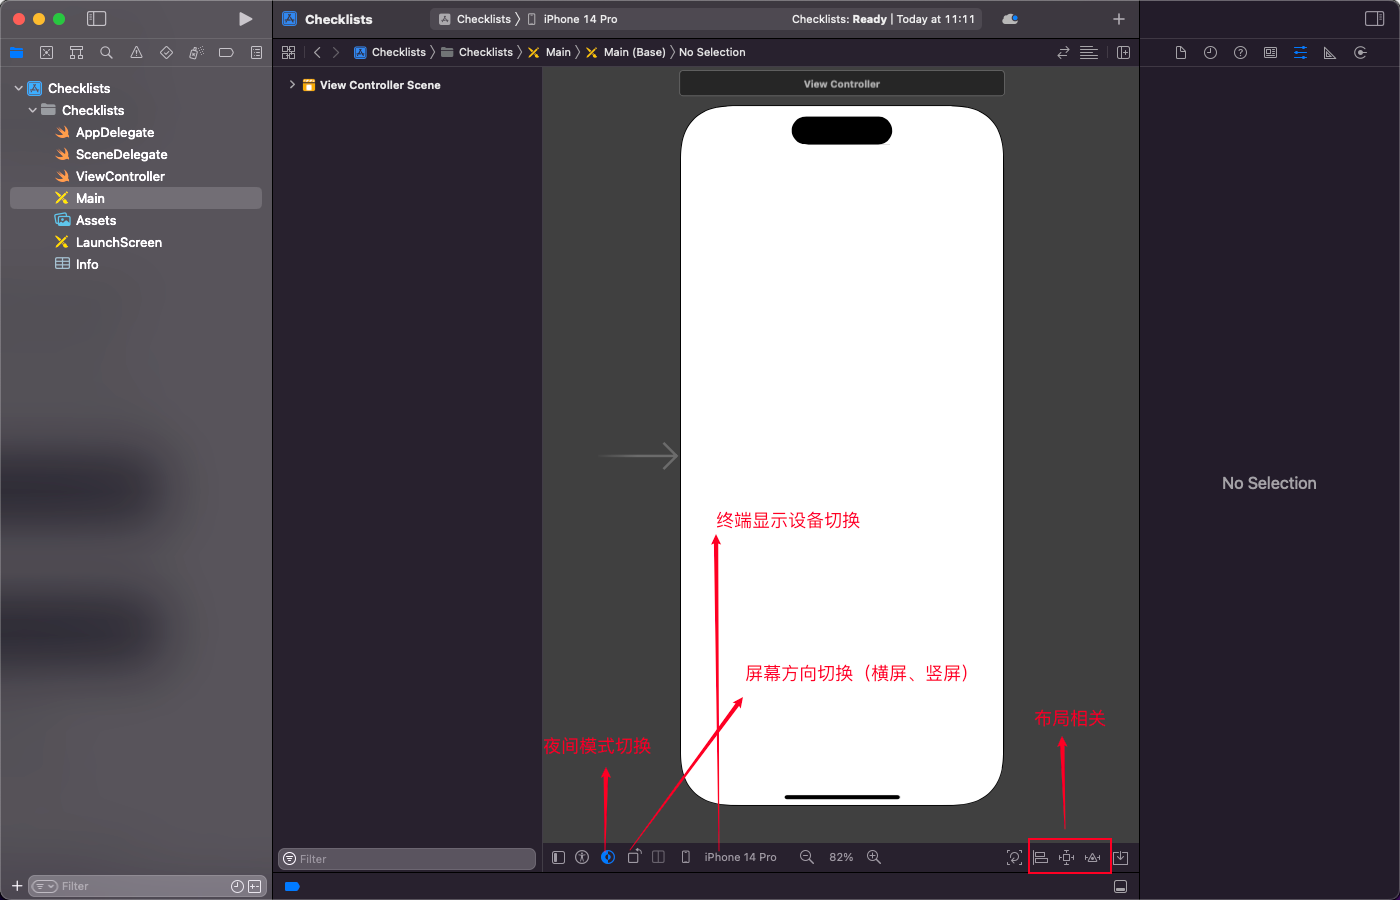 Checklists
Checklists 〉 iPhone 14 Pro
Checklists: Ready | Today at 11:11
Checklists 〉 Checklists 〉 Main 〉 Main (Base) 〉 No Selection
Checklists
Checklists
AppDelegate
SceneDelegate
ViewController
Main
Assets
LaunchScreen
Info
View Controller Scene
View Controller
No Selection
终端显示设备切换
屏幕方向切换（横屏、竖屏）
布局相关
夜间模式切换
Filter
iPhone 14 Pro
82%
Filter